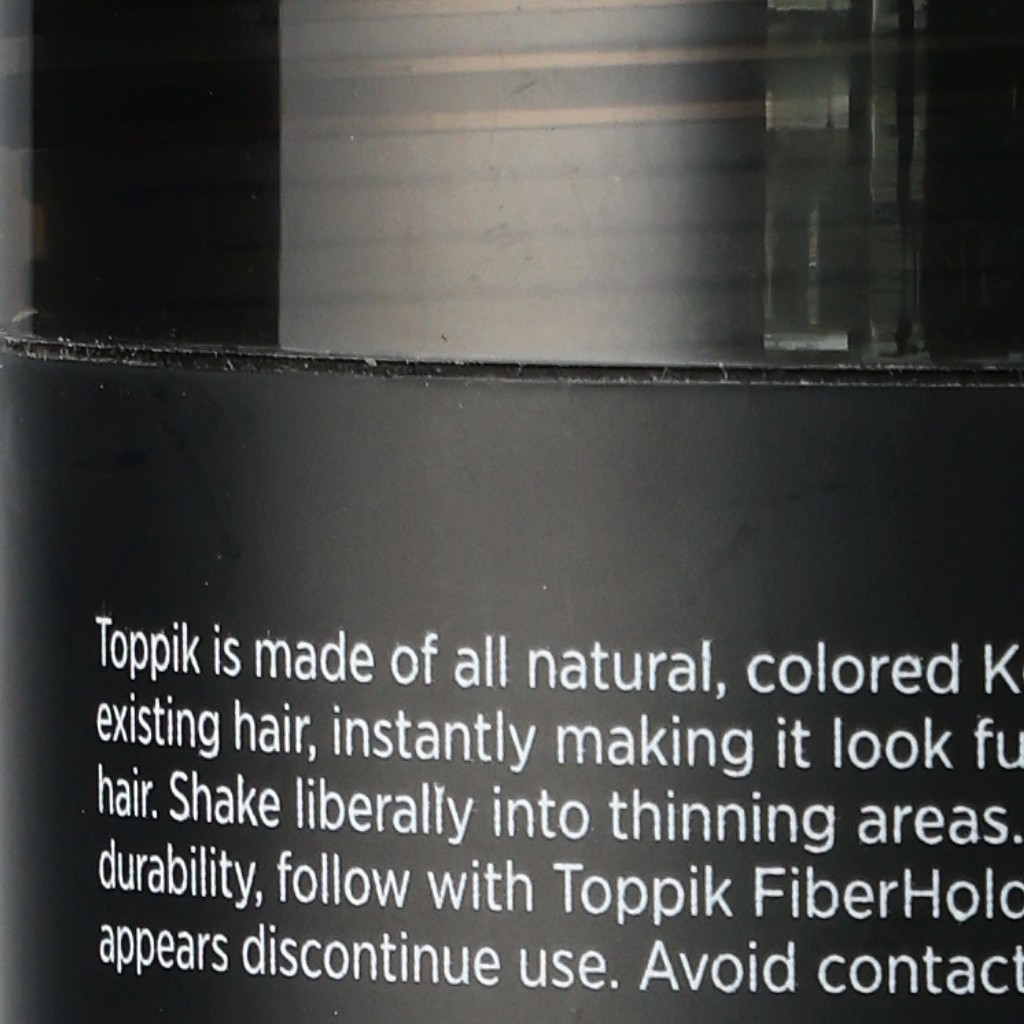 Toppik is made of all natural, colored
existing hair, instantly making it look
hair. Shake liberally into thinning areas.
durability, follow with Toppik
appears discontinue use. Avoid contact